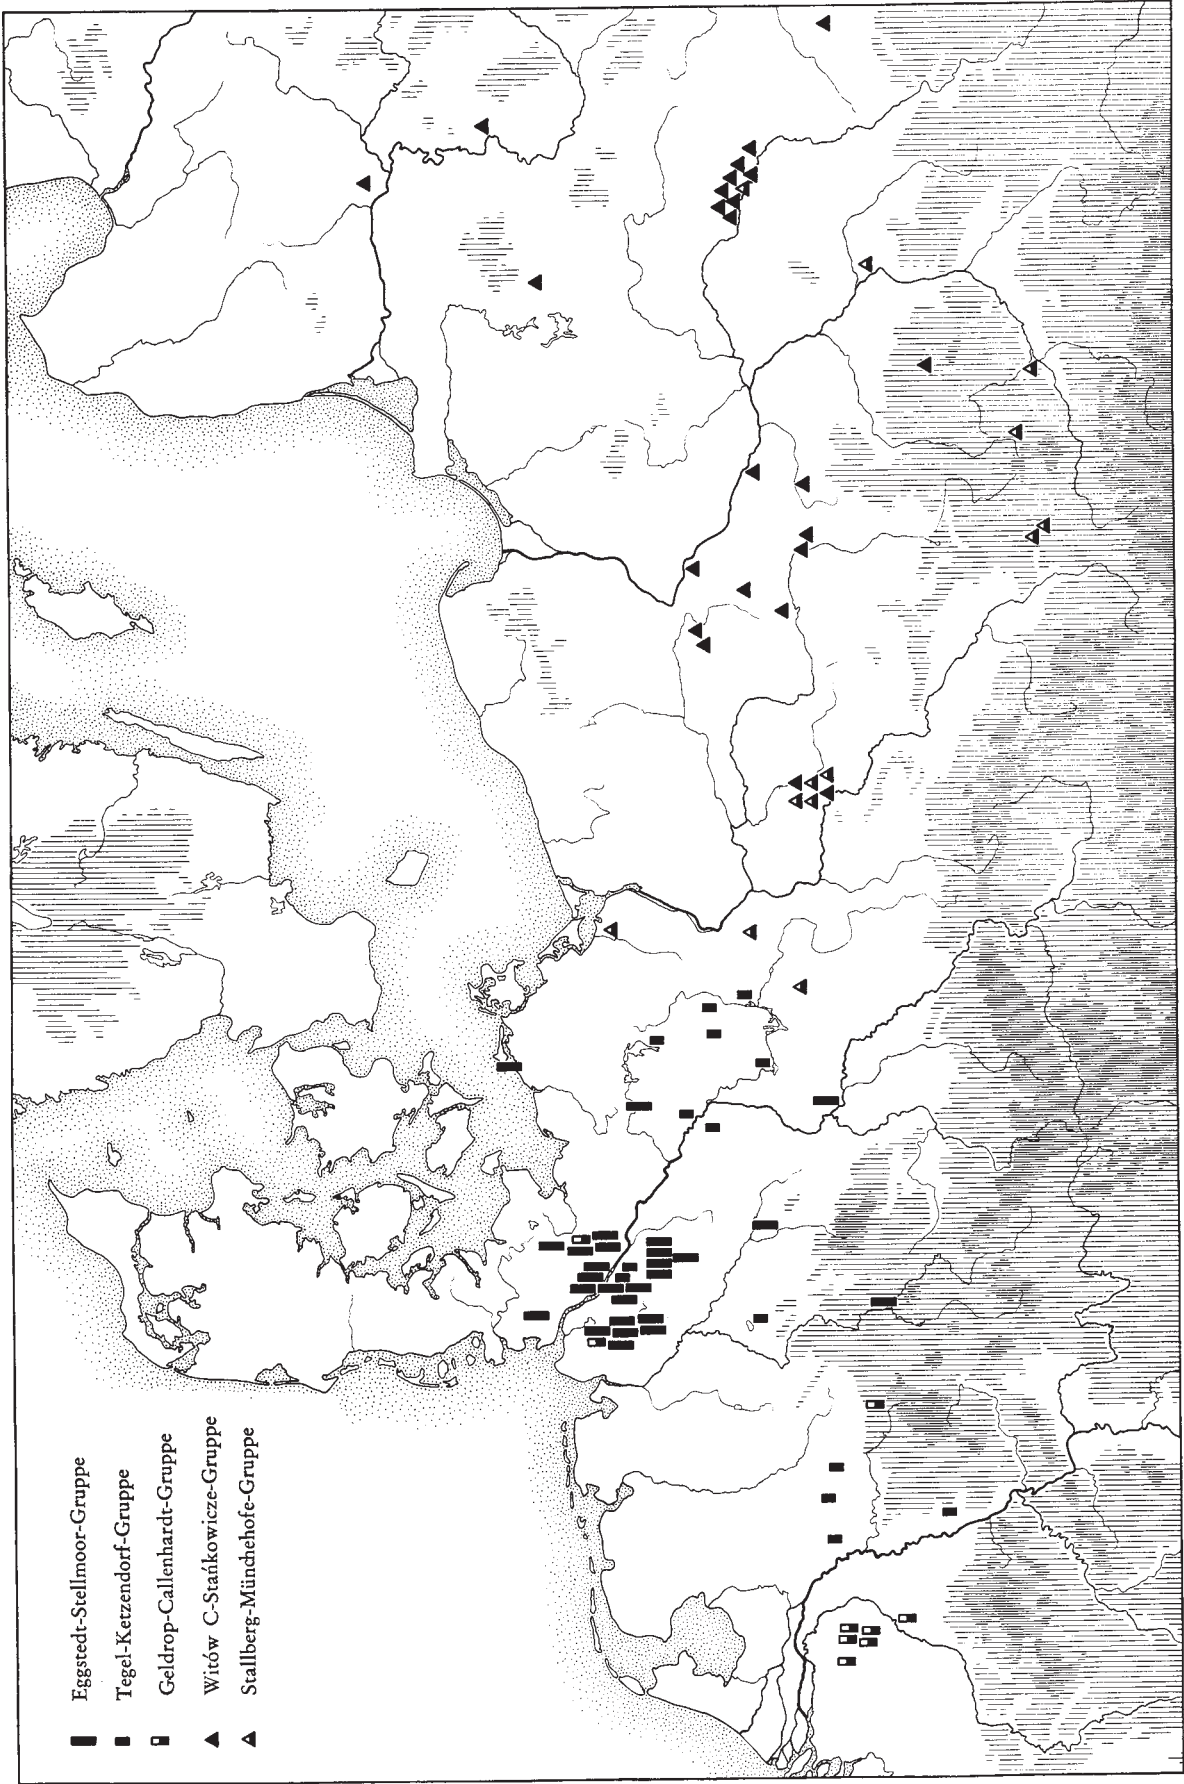 Eggstedt-Stellmoor-Gruppe
Tegel-Ketzendorf-Gruppe
Geldrop-Callenhardt-Gruppe
Witów C-Stańkowicze-Gruppe
Stallberg-Münchehofe-Gruppe